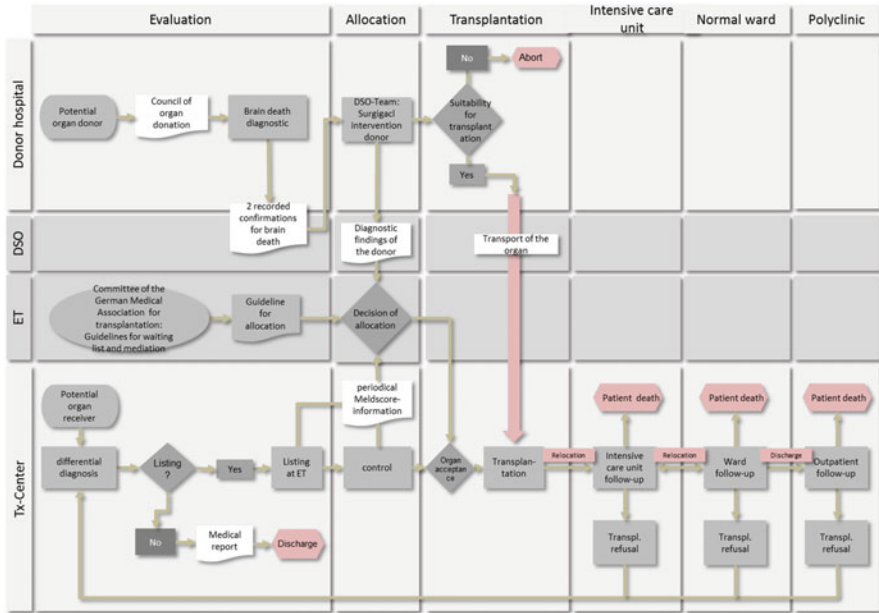 Evaluation
Allocation
Transplantation
Intensive care
unit
Normal ward
Polyclinic
Donor hospital
Potential
organ donor
Council of
organ
donation
Brain death
diagnostic
2 recorded
confirmations
for brain
death
DSO-Team:
Surgigacl
intervention
donor
No
Abort
Suitability
for
transplant
ation
Yes
DSO
Diagnostic
findings of
the donor
Transport of the
organ
ET
Committee of the
German Medical
Association for
transplantation:
Guidelines for waiting
list and mediation
Guideline
for
allocation
Decision of
allocation
Tx-Center
Potential
organ
receiver
periodical
Meldscore-
information
Patient death
Patient death
Patient death
differential
diagnosis
Listing
?
Yes
Listing
at ET
control
Organ
acceptan
ce
Transplan-
tation
Relocation
Intensive
care unit
follow-up
Relocation
Ward
follow-up
Discharge
Outpatient
follow-up
No
Medical
report
Discharge
Transpl.
refusal
Transpl.
refusal
Transpl.
refusal